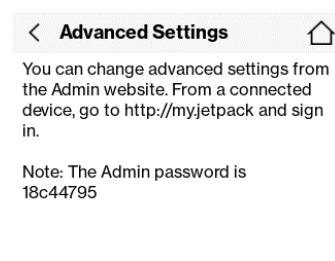 Advanced Settings
You can change advanced settings from
the Admin website. From a connected
device, go to http://my.jetpack and sign
in.
Note: The Admin password is
18c44795